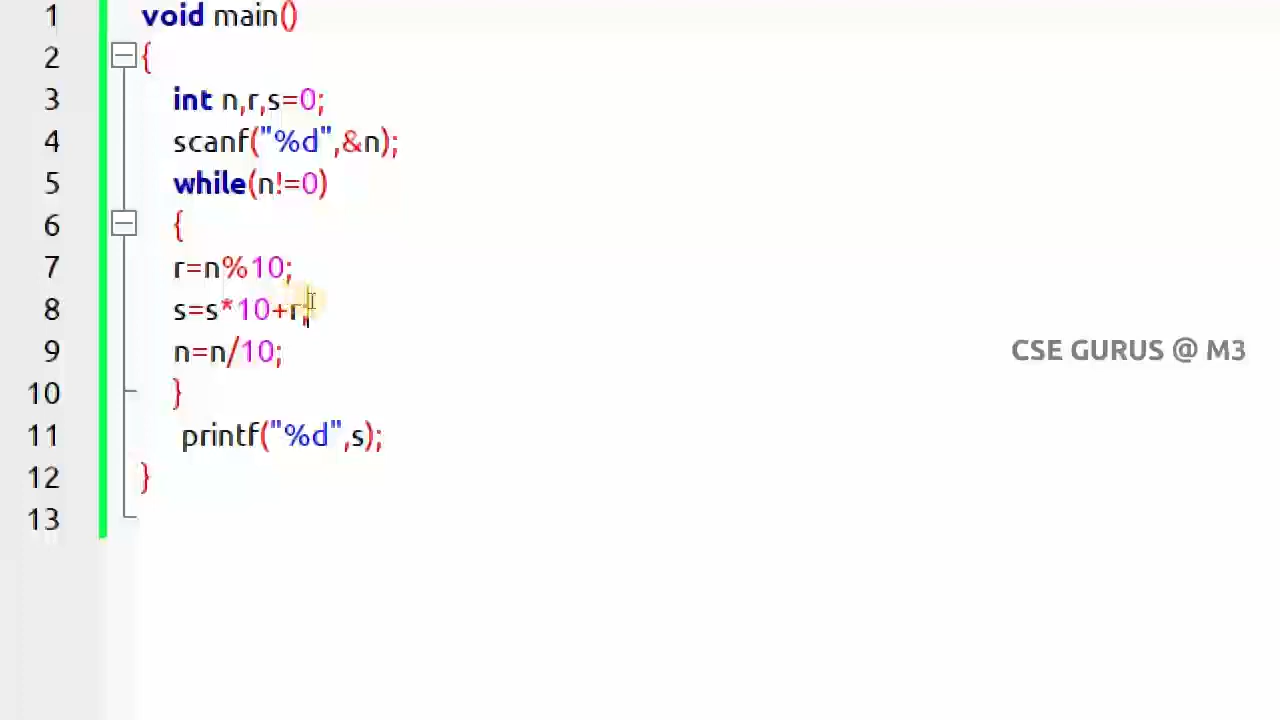 1 void main()
2 {
3 int n,r,s=0;
4 scanf("%d",&n);
5 while(n!=0)
6 {
7 r=n%10;
8 s=s*10+r;
9 n=n/10;
CSE GURUS @ M3
10 }
11 printf("%d",s);
12 }
13